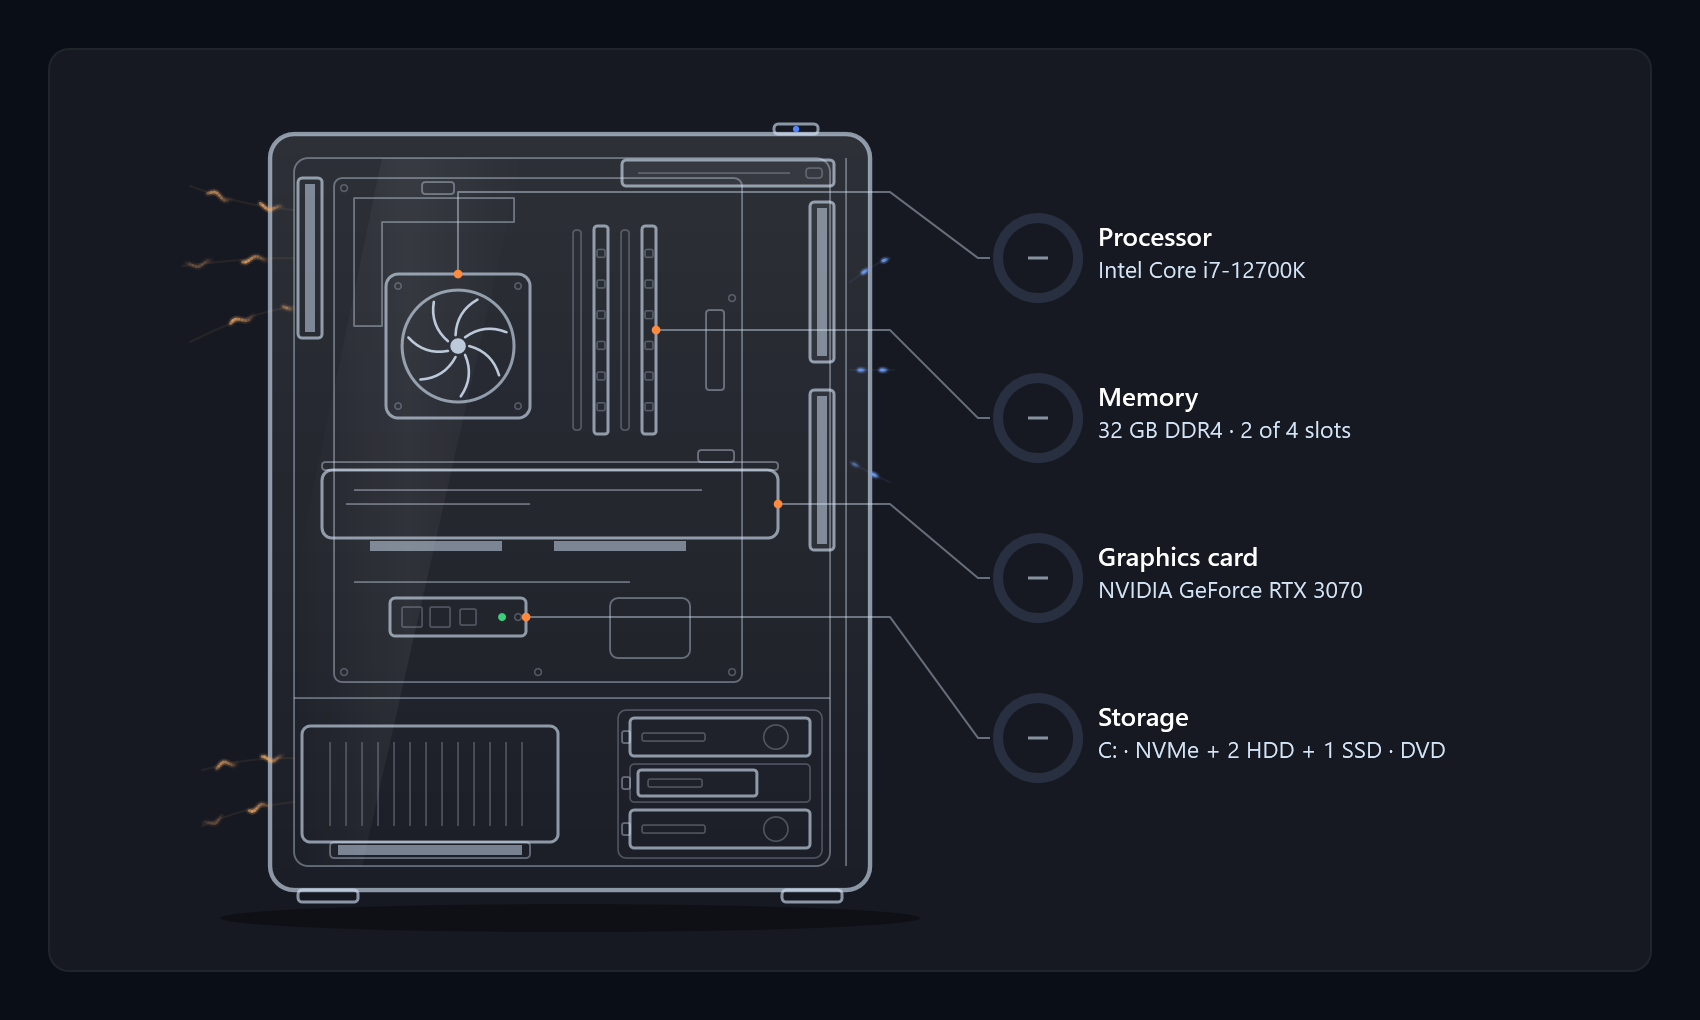 Processor
Intel Core i7-12700K
Memory
32 GB DDR4 · 2 of 4 slots
Graphics card
NVIDIA GeForce RTX 3070
Storage
C: · NVMe + 2 HDD + 1 SSD · DVD